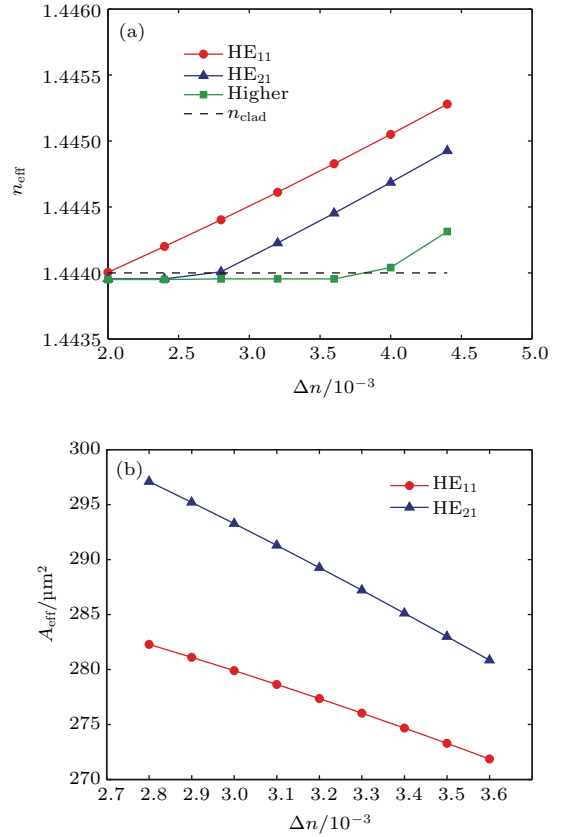 1.4460
(a)
HE₁₁
HE₂₁
Higher
n_clad
1.4455
1.4450
1.4445
1.4440
1.4435
n_eff
2.0 2.5 3.0 3.5 4.0 4.5 5.0
Δn/10⁻³
300
(b)
HE₁₁
HE₂₁
295
290
285
280
275
270
A_eff/µm²
2.7 2.8 2.9 3.0 3.1 3.2 3.3 3.4 3.5 3.6
Δn/10⁻³